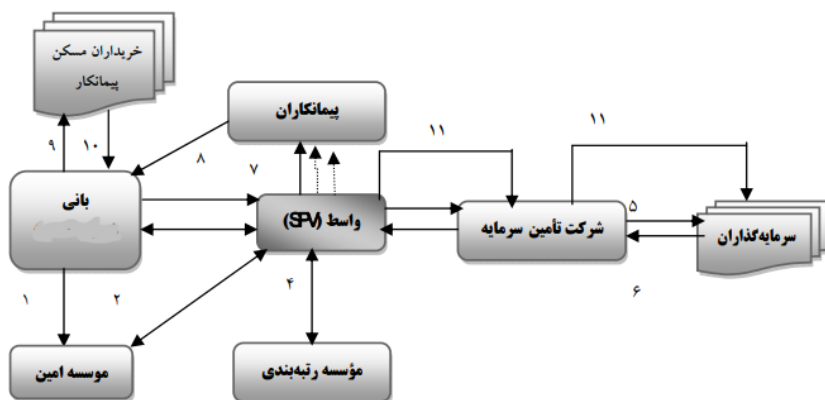 خریداران مسکن
پیمانکار
پیمانکاران
۱۱
۱۱
۹
۱۰
۸
۷
بانی
واسط (SPV)
شرکت تأمین سرمایه
۵
سرمایه‌گذاران
۶
۱
۲
۴
موسسه امین
مؤسسه رتبه‌بندی